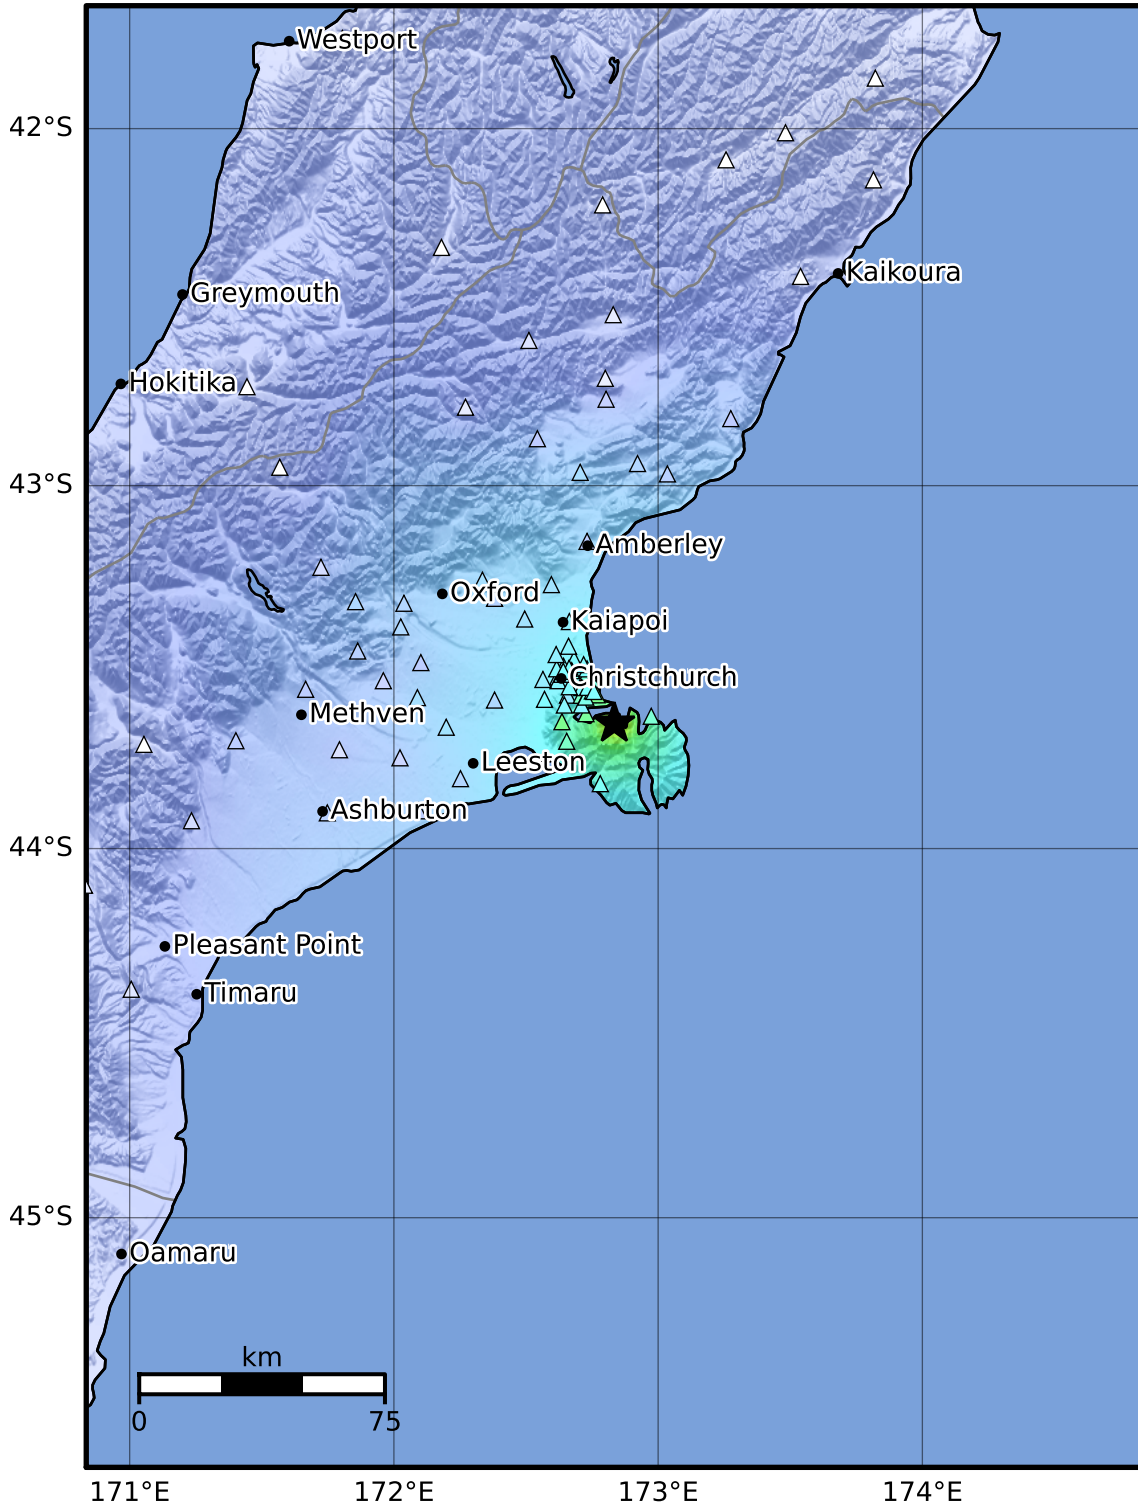 Westport
42°S
Kaikoura
Greymouth
Hokitika
43°S
Amberley
Oxford
Kaiapoi
Christchurch
Methven
Leeston
Ashburton
44°S
Pleasant Point
Timaru
45°S
Oamaru
km
0 75
171°E 172°E 173°E 174°E